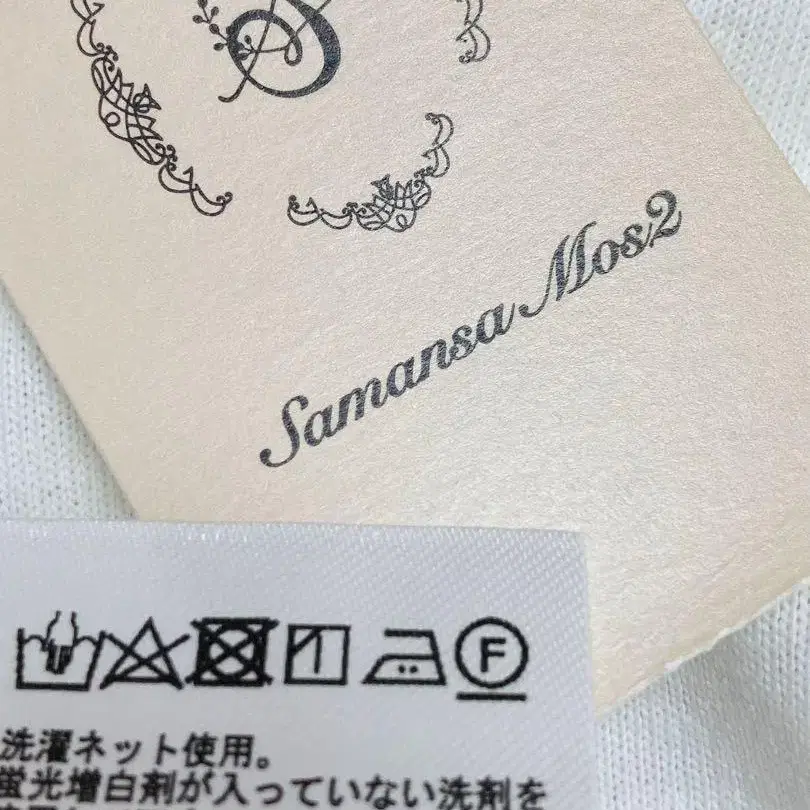 Samansa Mos2
F
洗濯ネット使用。
蛍光増白剤が入っていない洗剤を